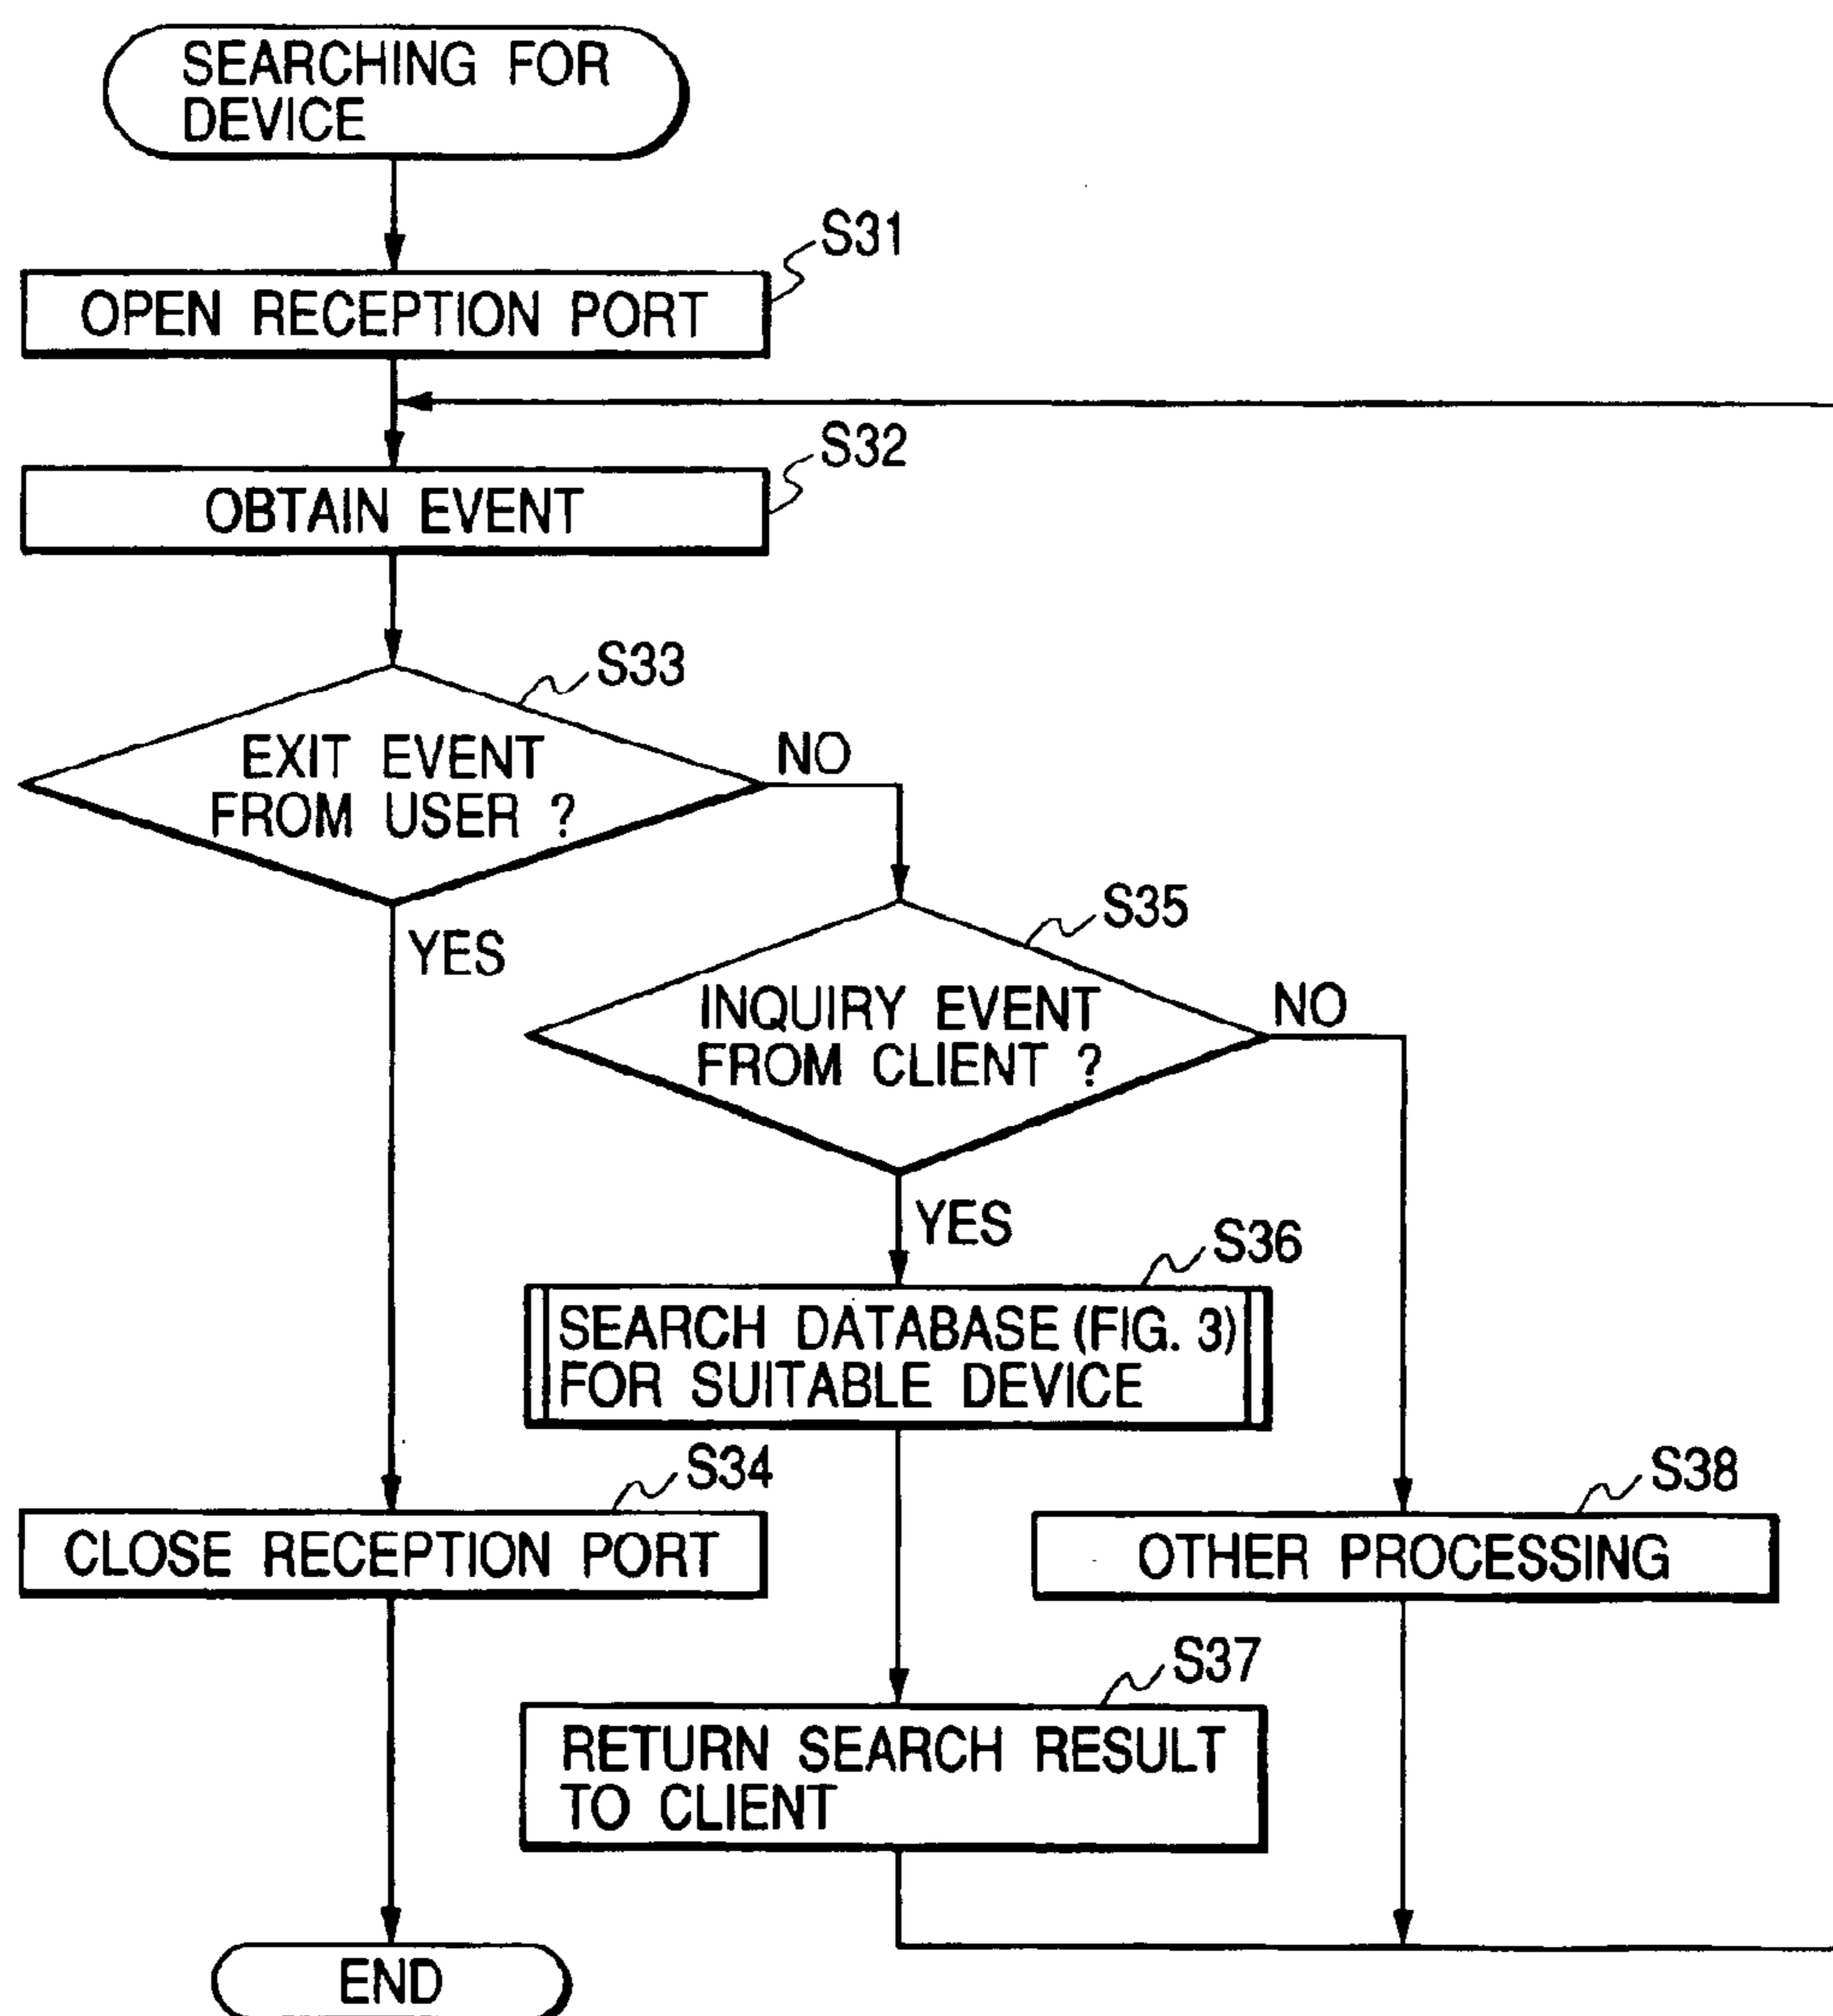 SEARCHING FOR
DEVICE
S31
OPEN RECEPTION PORT
S32
OBTAIN EVENT
S33
EXIT EVENT
FROM USER ?
NO
YES
S35
INQUIRY EVENT
FROM CLIENT ?
NO
YES
S36
SEARCH DATABASE (FIG. 3)
FOR SUITABLE DEVICE
S34
CLOSE RECEPTION PORT
S38
OTHER PROCESSING
S37
RETURN SEARCH RESULT
TO CLIENT
END